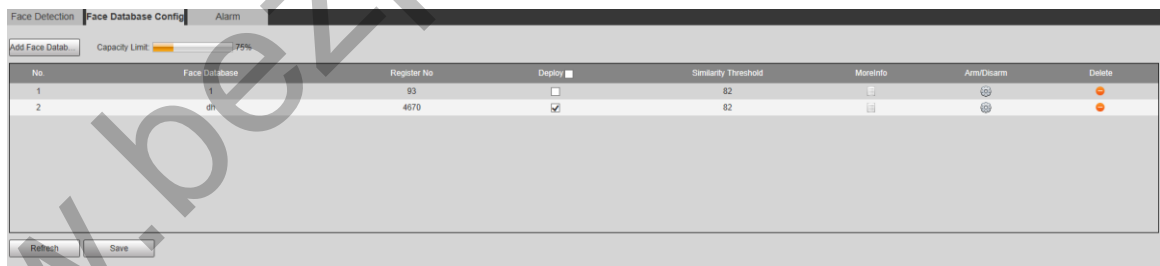 Face Detection Face Database Config Alarm
Add Face Datab... Capacity Limit: 75%
No. Face Database Register No Deploy Similarity Threshold MoreInfo Arm/Disarm Delete
1 1 93 82
2 dh 4670 82
Refresh Save
w.bez